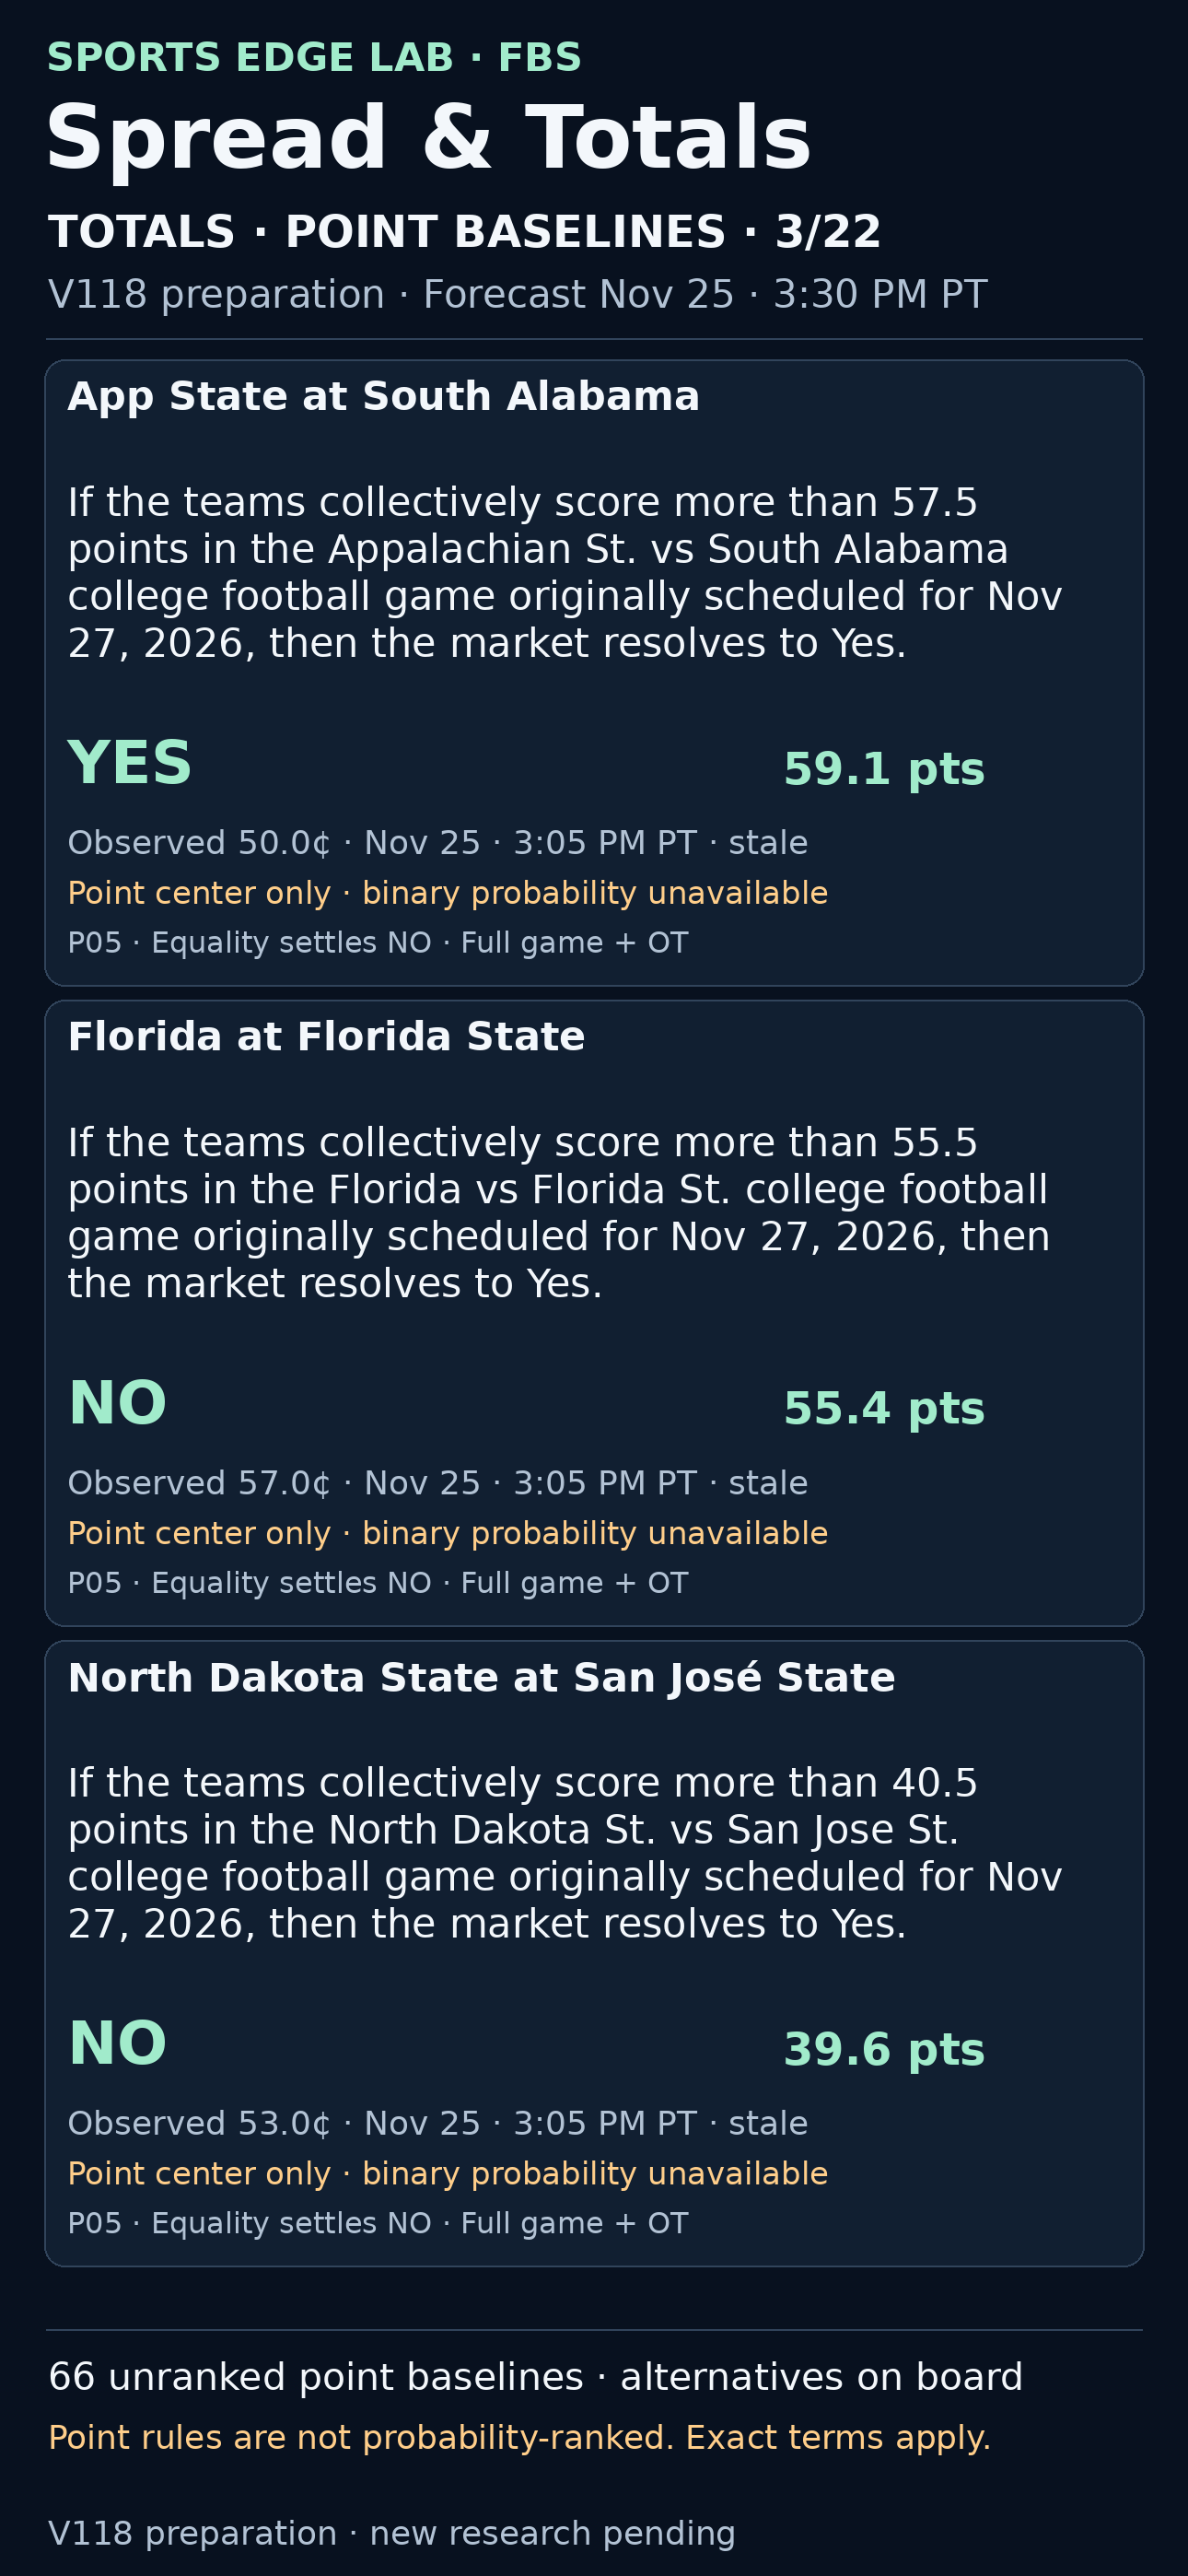 SPORTS EDGE LAB · FBS
Spread & Totals
TOTALS · POINT BASELINES · 3/22
V118 preparation · Forecast Nov 25 · 3:30 PM PT
App State at South Alabama
If the teams collectively score more than 57.5
points in the Appalachian St. vs South Alabama
college football game originally scheduled for Nov
27, 2026, then the market resolves to Yes.
YES 59.1 pts
Observed 50.0¢ · Nov 25 · 3:05 PM PT · stale
Point center only · binary probability unavailable
P05 · Equality settles NO · Full game + OT
Florida at Florida State
If the teams collectively score more than 55.5
points in the Florida vs Florida St. college football
game originally scheduled for Nov 27, 2026, then
the market resolves to Yes.
NO 55.4 pts
Observed 57.0¢ · Nov 25 · 3:05 PM PT · stale
Point center only · binary probability unavailable
P05 · Equality settles NO · Full game + OT
North Dakota State at San José State
If the teams collectively score more than 40.5
points in the North Dakota St. vs San Jose St.
college football game originally scheduled for Nov
27, 2026, then the market resolves to Yes.
NO 39.6 pts
Observed 53.0¢ · Nov 25 · 3:05 PM PT · stale
Point center only · binary probability unavailable
P05 · Equality settles NO · Full game + OT
66 unranked point baselines · alternatives on board
Point rules are not probability-ranked. Exact terms apply.
V118 preparation · new research pending